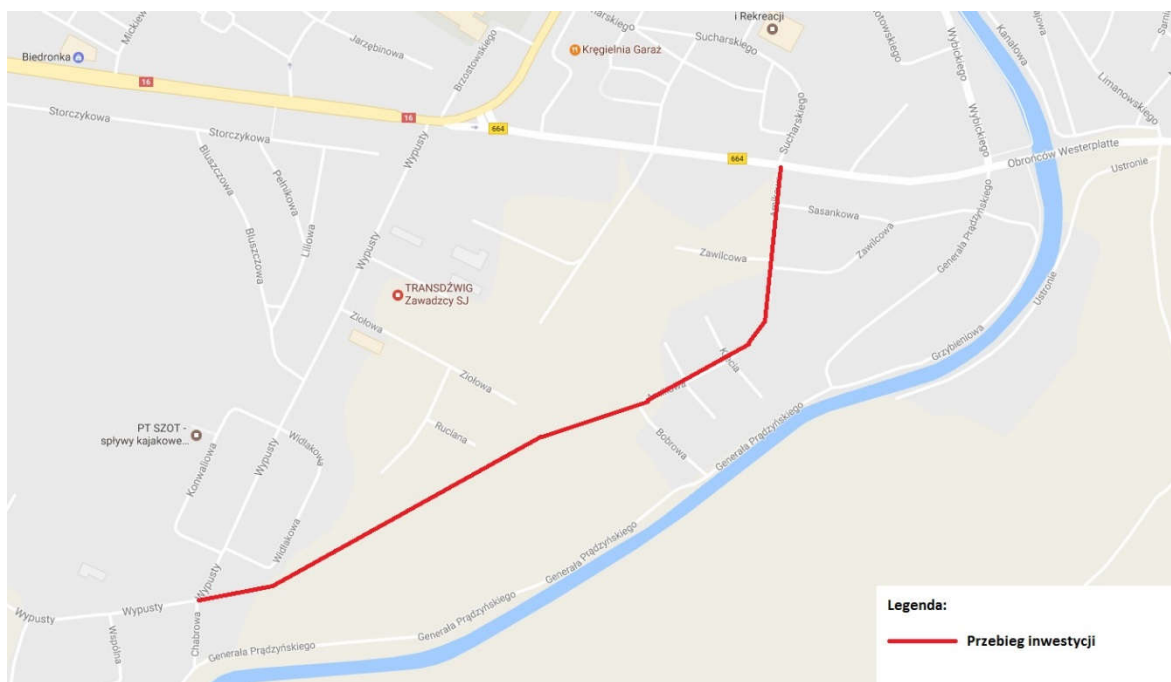 i Rekreacji
Sucharskiego
Kręgielnia Garaż
Biedronka
Mickiew
Jarzębinowa
Brzostowskiego
Sucharskiego
Wybickiego
Wybickiego
Kanałowa
Limanowskiego
16
16
664
664
Storczykowa
Storczykowa
Wypusty
Obrońców Westerplatte
Ustronie
Bluszczowa
Pełnikowa
Liliowa
Bluszczowa
Wypusty
Sasankowa
Zawilcowa
Zawilcowa
Generała Prądzyńskiego
TRANSDŹWIG
Zawadzcy SJ
Ziołowa
Ziołowa
Ustronie
Grzybieniowa
Ruciana
Bobrowa
Generała Prądzyńskiego
PT SZOT -
spływy kajakowe...
Konwaliowa
Wypusty
Widłakowa
Widłakowa
Wypusty
Generała Prądzyńskiego
Wypusty
Wypusty
Wspólna
Chabrowa
Generała Prądzyńskiego
Generała Prądzyńskiego
Legenda:
Przebieg inwestycji